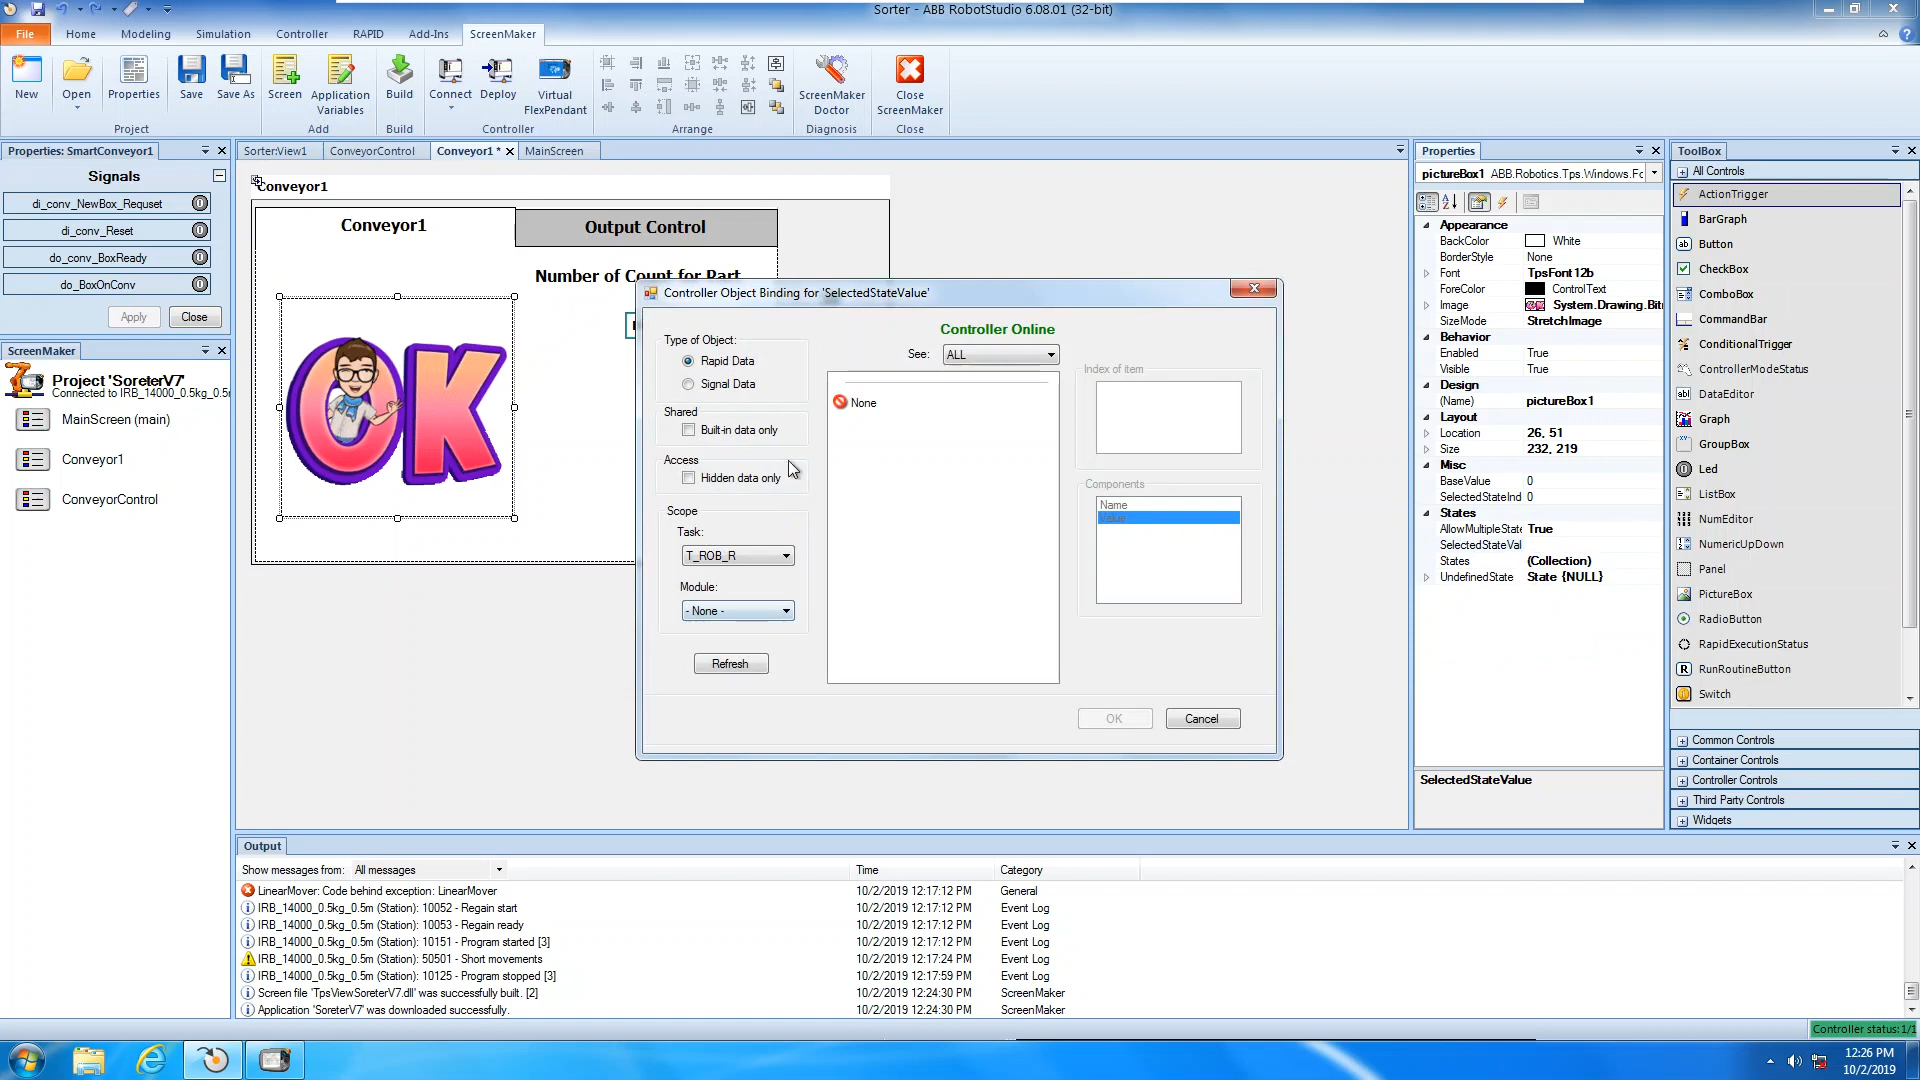 Sorter - ABB RobotStudio 6.08.01 (32-bit)
File
Home
Modeling
Simulation
Controller
RAPID
Add-Ins
ScreenMaker
New
Open
Properties
Save
Save As
Screen
Application
Variables
Build
Connect
Deploy
Virtual
FlexPendant
ScreenMaker
Doctor
Close
ScreenMaker
Project
Add
Build
Controller
Arrange
Diagnosis
Close
Properties: SmartConveyor1
Signals
di_conv_NewBox_Requset
di_conv_Reset
do_conv_BoxReady
do_BoxOnConv
Apply
Close
ScreenMaker
Project 'SoreterV7'
Connected to IRB_14000_0.5kg_0.5
MainScreen (main)
Conveyor1
ConveyorControl
Sorter:View1
ConveyorControl
Conveyor1 *
MainScreen
Conveyor1
Conveyor1
Output Control
Number of Count for Part
OK
Controller Object Binding for 'SelectedStateValue'
Type of Object:
Rapid Data
Signal Data
Shared
Built-in data only
Access
Hidden data only
Scope
Task:
T_ROB_R
Module:
- None -
Refresh
Controller Online
See:
ALL
None
Index of item
Components
Name
Value
OK
Cancel
Properties
pictureBox1 ABB.Robotics.Tps.Windows.Fc
Appearance
BackColor White
BorderStyle None
Font TpsFont12b
ForeColor ControlText
Image System.Drawing.Bit
SizeMode StretchImage
Behavior
Enabled True
Visible True
Design
(Name) pictureBox1
Layout
Location 26, 51
Size 232, 219
Misc
BaseValue 0
SelectedStateInd 0
States
AllowMultipleState True
SelectedStateVal
States (Collection)
UndefinedState State {NULL}
SelectedStateValue
ToolBox
All Controls
ActionTrigger
BarGraph
Button
CheckBox
ComboBox
CommandBar
ConditionalTrigger
ControllerModeStatus
DataEditor
Graph
GroupBox
Led
ListBox
NumEditor
NumericUpDown
Panel
PictureBox
RadioButton
RapidExecutionStatus
RunRoutineButton
Switch
Common Controls
Container Controls
Controller Controls
Third Party Controls
Widgets
Output
Show messages from: All messages Time Category
LinearMover: Code behind exception: LinearMover 10/2/2019 12:17:12 PM General
IRB_14000_0.5kg_0.5m (Station): 10052 - Regain start 10/2/2019 12:17:12 PM Event Log
IRB_14000_0.5kg_0.5m (Station): 10053 - Regain ready 10/2/2019 12:17:12 PM Event Log
IRB_14000_0.5kg_0.5m (Station): 10151 - Program started [3] 10/2/2019 12:17:12 PM Event Log
IRB_14000_0.5kg_0.5m (Station): 50501 - Short movements 10/2/2019 12:17:24 PM Event Log
IRB_14000_0.5kg_0.5m (Station): 10125 - Program stopped [3] 10/2/2019 12:17:59 PM Event Log
Screen file 'TpsViewSoreterV7.dll' was successfully built. [2] 10/2/2019 12:24:30 PM ScreenMaker
Application 'SoreterV7' was downloaded successfully. 10/2/2019 12:24:30 PM ScreenMaker
Controller status:1/1
12:26 PM
10/2/2019